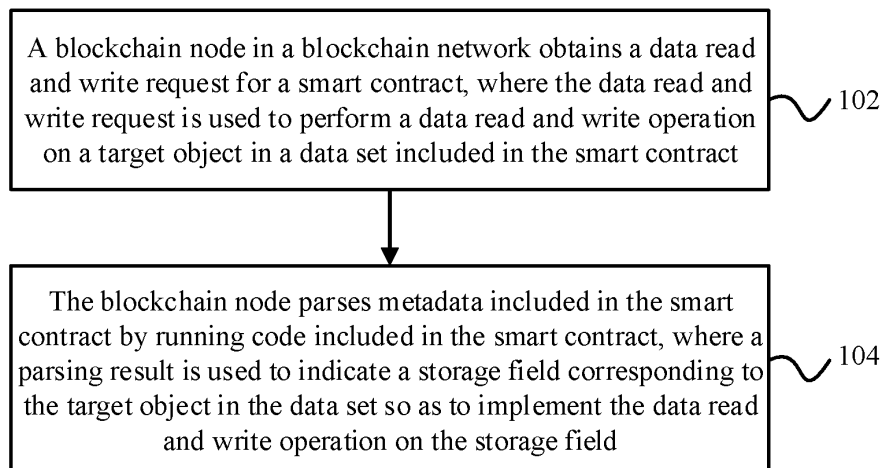 A blockchain node in a blockchain network obtains a data read
and write request for a smart contract, where the data read and
write request is used to perform a data read and write operation
on a target object in a data set included in the smart contract
102
The blockchain node parses metadata included in the smart
contract by running code included in the smart contract, where a
parsing result is used to indicate a storage field corresponding to
the target object in the data set so as to implement the data read
and write operation on the storage field
104